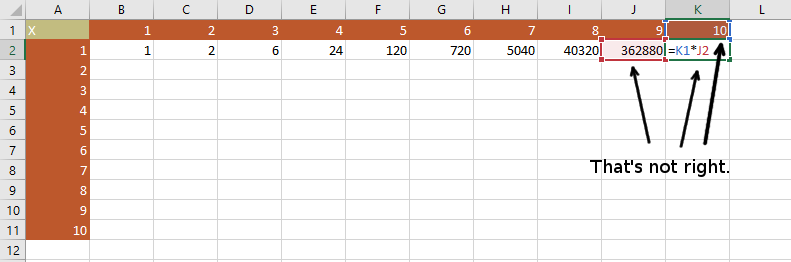 A B C D E F G H I J K L
1 X 1 2 3 4 5 6 7 8 9 10
2 1 1 2 6 24 120 720 5040 40320 362880 =K1*J2
3 2
4 3
5 4
6 5
7 6
8 7
9 8
10 9
11 10
12
That's not right.